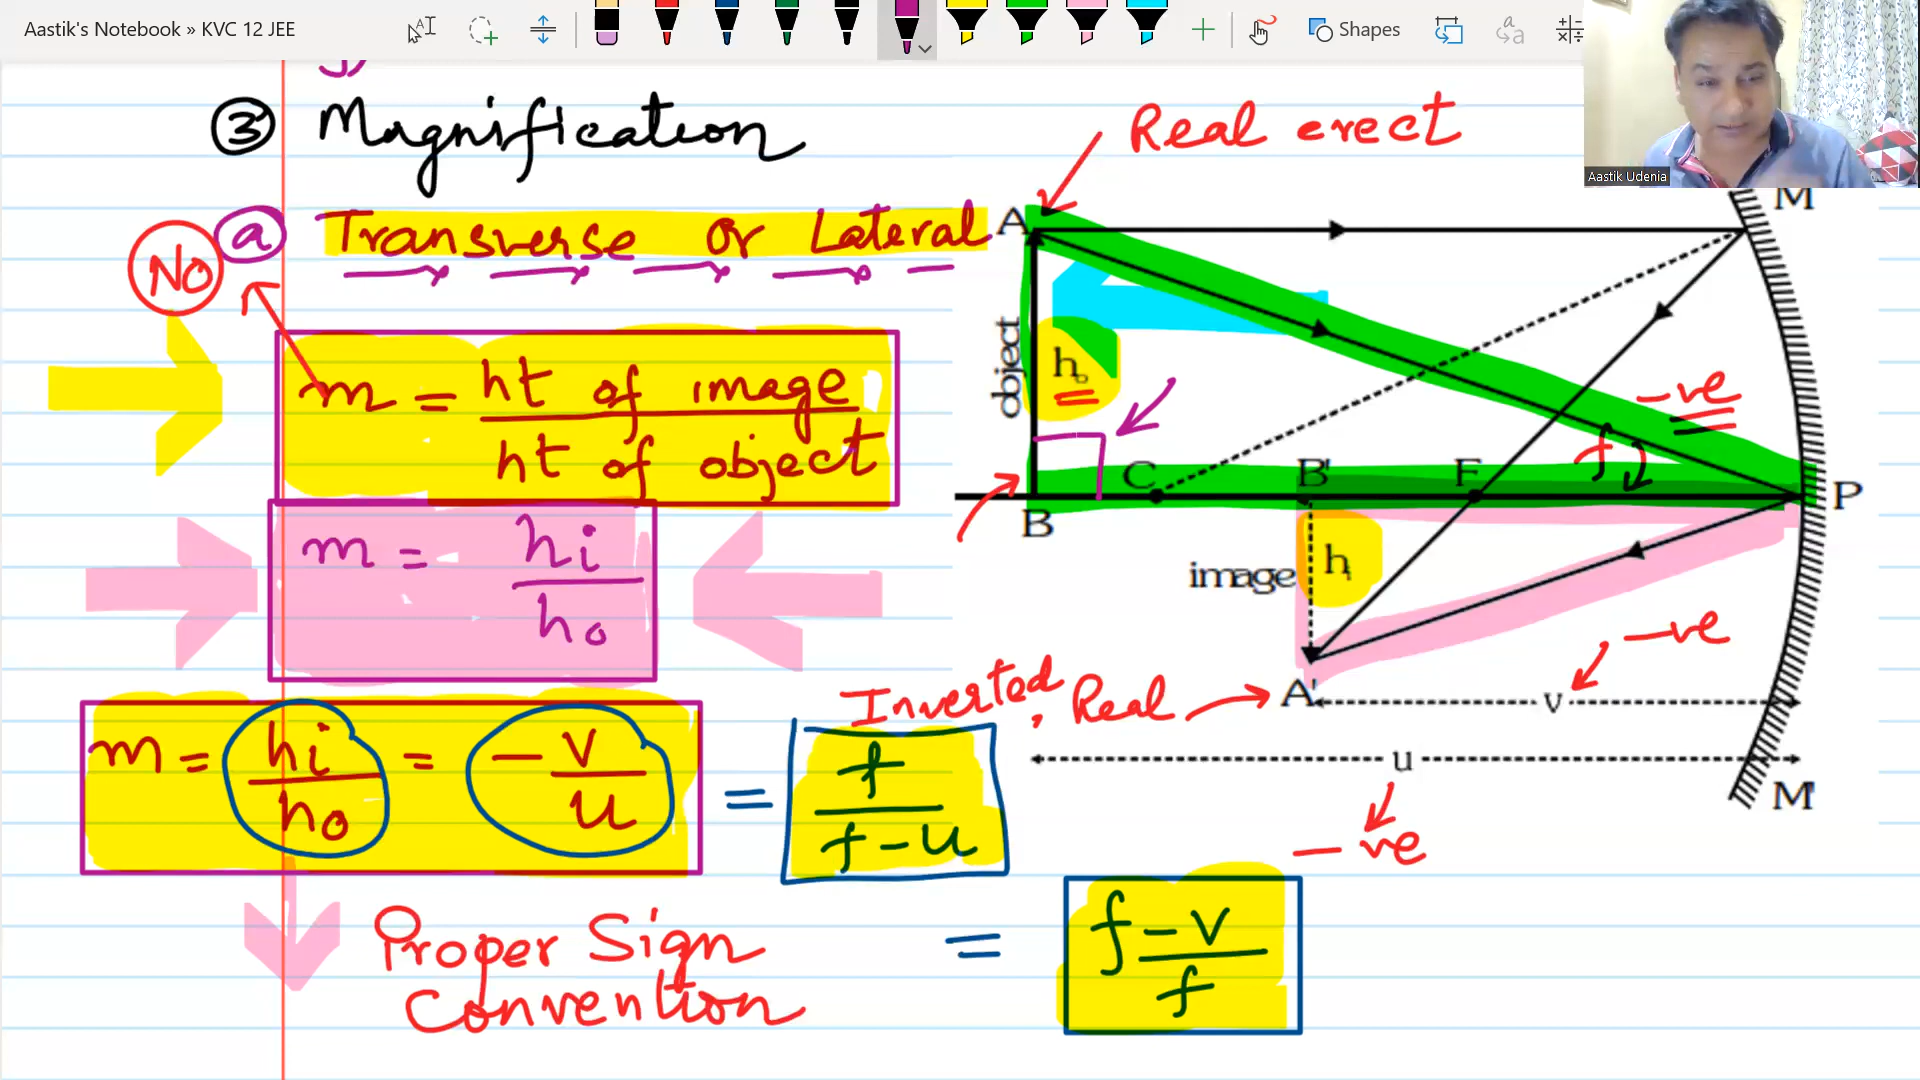 Aastik's Notebook » KVC 12 JEE
Shapes
Aastik Udenia
③ Magnification
Real erect
NO
a Transverse or Lateral
m = ht of image / ht of object
m = hi / ho
m = hi / ho = - v / u = f / f - u
= f - v / f
Proper Sign
Convention
A
M
object
ho
-ve
f
C
B'
F
P
B
image
hi
-ve
Inverted, Real
A'
v
u
-ve
M'